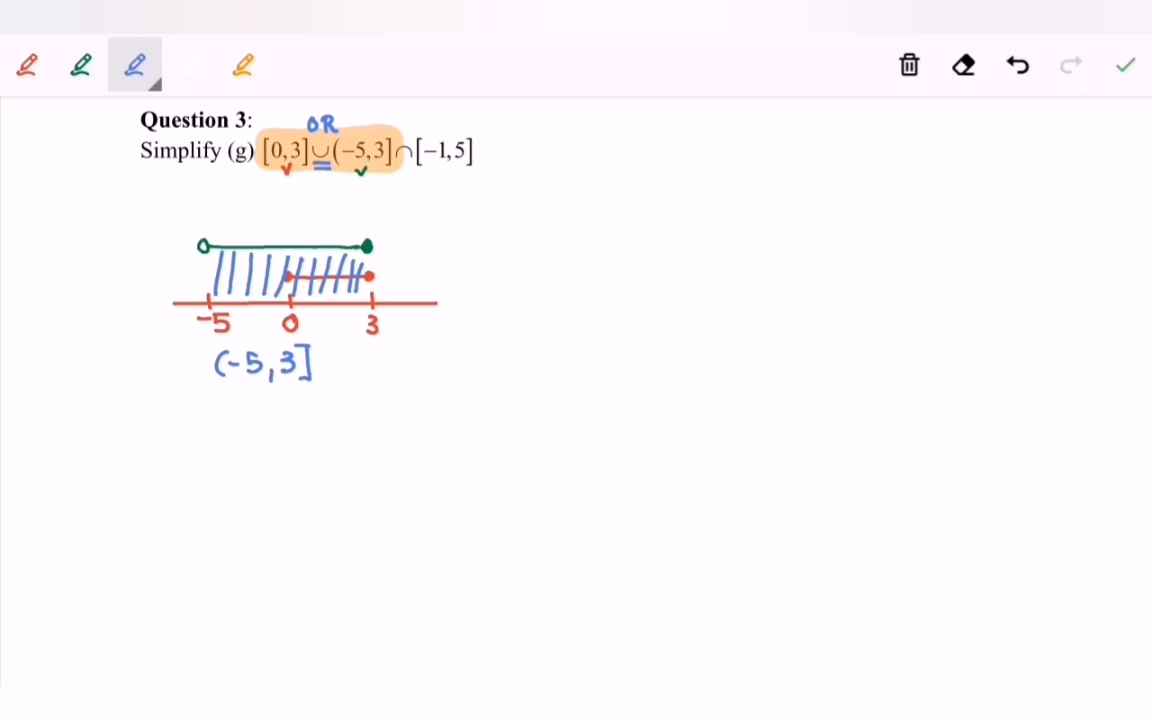 Question 3:
OR
Simplify (g) [0,3]∪(−5,3]∩[−1,5]
-5 0 3
(-5,3]